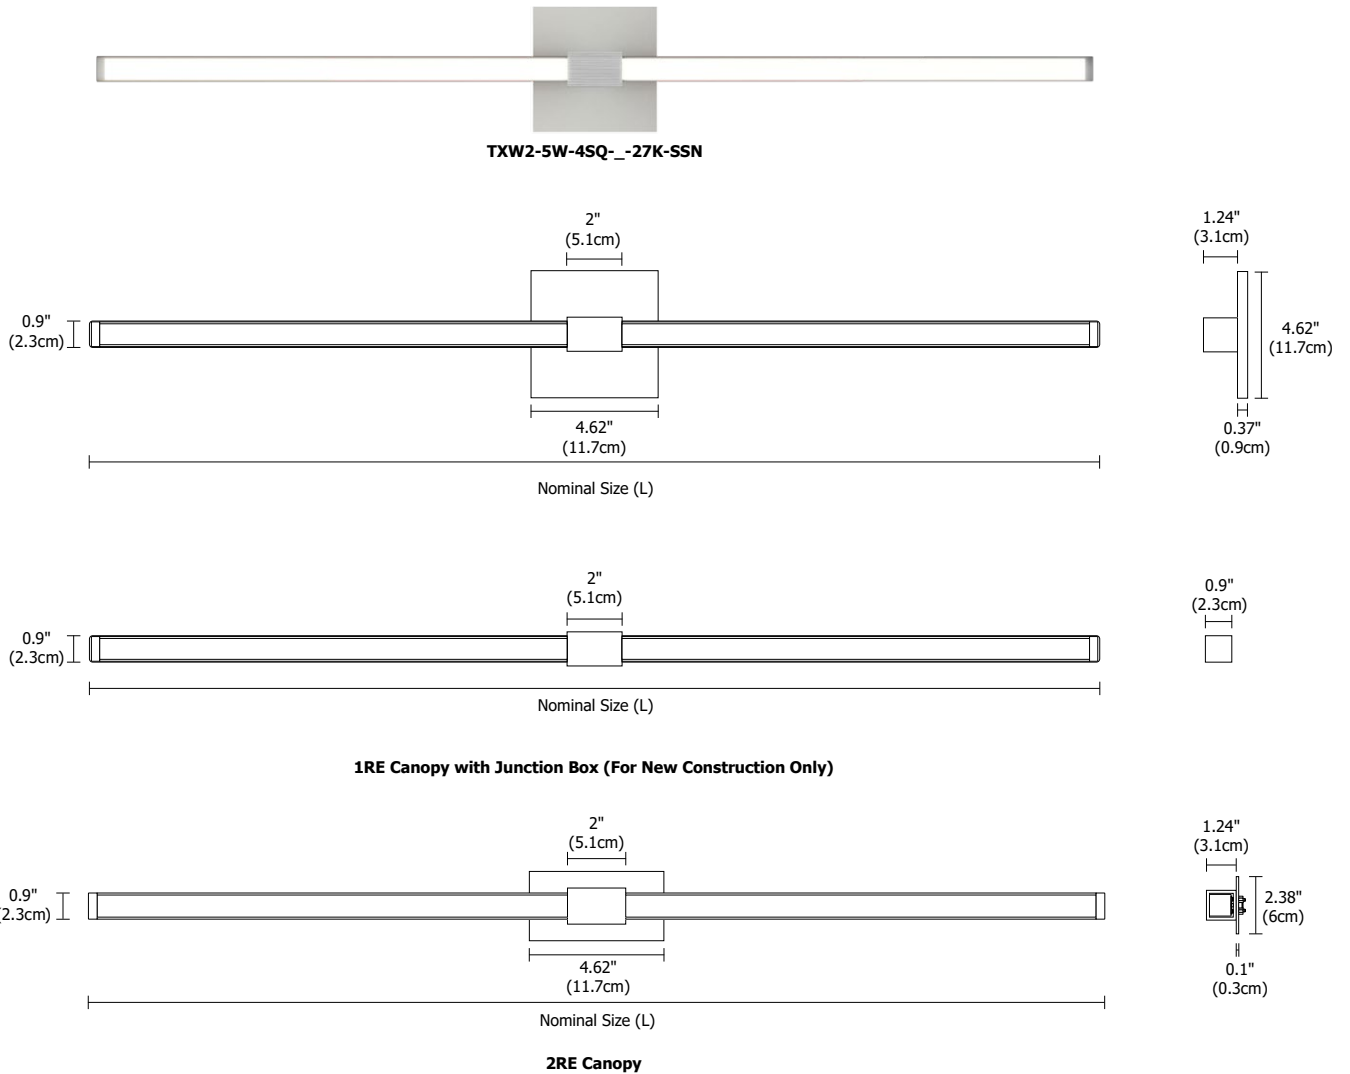 TXW2-5W-4SQ-_-27K-SSN
2"
(5.1cm)
1.24"
(3.1cm)
0.9"
(2.3cm)
4.62"
(11.7cm)
4.62"
(11.7cm)
0.37"
(0.9cm)
Nominal Size (L)
2"
(5.1cm)
0.9"
(2.3cm)
0.9"
(2.3cm)
Nominal Size (L)
1RE Canopy with Junction Box (For New Construction Only)
2"
(5.1cm)
1.24"
(3.1cm)
0.9"
(2.3cm)
2.38"
(6cm)
4.62"
(11.7cm)
0.1"
(0.3cm)
Nominal Size (L)
2RE Canopy